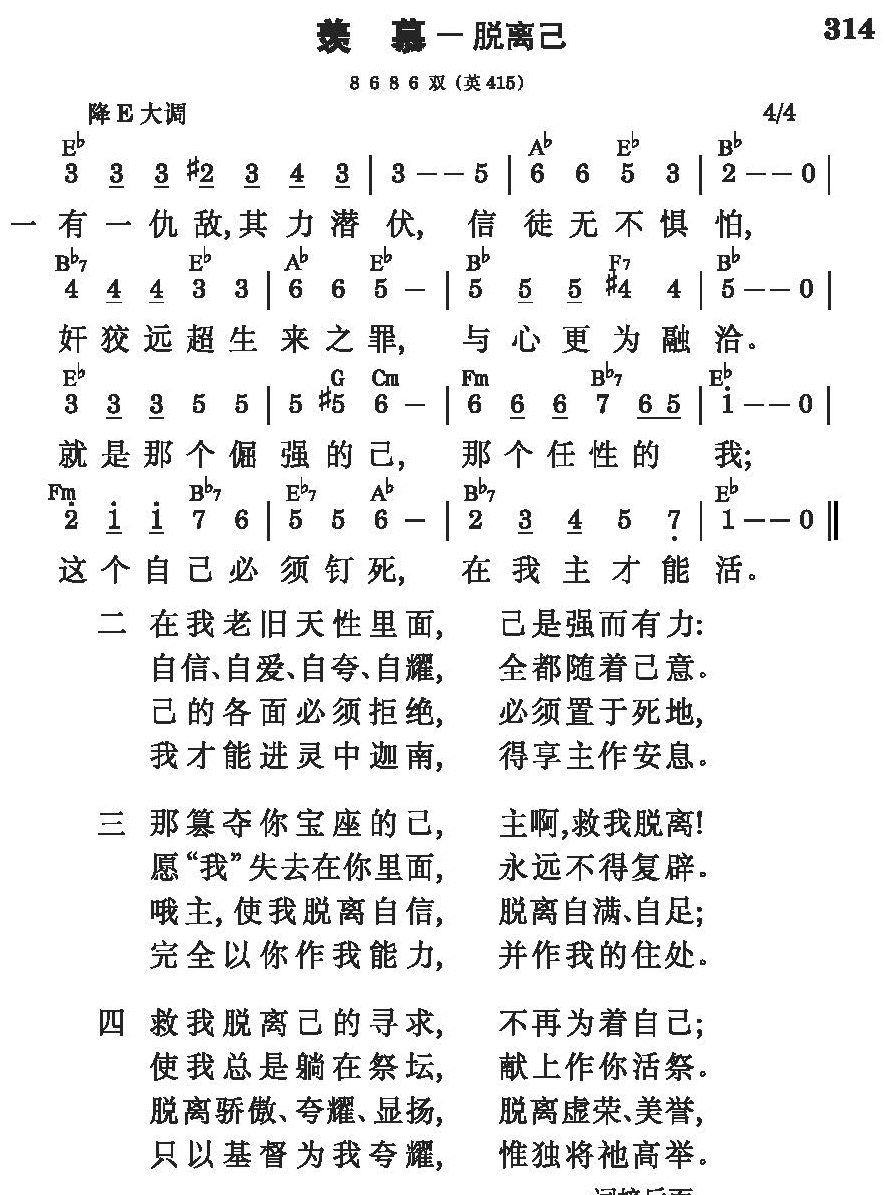 羡 慕－脱离己 314
8 6 8 6 双（英415）
降E大调 4/4
E♭ A♭ E♭ B♭
3 3 3 #2 3 4 3 | 3 - - 5 | 6 6 5 3 | 2 - - 0 |
一 有一仇敌,其力潜伏, 信徒无不惧怕,
B♭7 E♭ A♭ E♭ B♭ F7 B♭
4 4 4 3 3 | 6 6 5 - | 5 5 5 #4 4 | 5 - - 0 |
奸狡远超生来之罪, 与心更为融洽。
E♭ G Cm Fm B♭7 E♭
3 3 3 5 5 | 5 #5 6 - | 6 6 6 7 6 5 | 1̇ - - 0 |
就是那个倔强的己, 那个任性的我;
Fm B♭7 E♭7 A♭ B♭7 E♭
2̇ 1̇ 1̇ 7 6 | 5 5 6 - | 2 3 4 5 7̣ | 1 - - 0 ‖
这个自己必须钉死, 在我主才能活。
二 在我老旧天性里面, 己是强而有力:
自信、自爱、自夸、自耀, 全都随着己意。
己的各面必须拒绝, 必须置于死地,
我才能进灵中迦南, 得享主作安息。
三 那篡夺你宝座的己, 主啊,救我脱离!
愿“我”失去在你里面, 永远不得复辟。
哦主,使我脱离自信, 脱离自满、自足;
完全以你作我能力, 并作我的住处。
四 救我脱离己的寻求, 不再为着自己;
使我总是躺在祭坛, 献上作你活祭。
脱离骄傲、夸耀、显扬, 脱离虚荣、美誉,
只以基督为我夸耀, 惟独将祂高举。